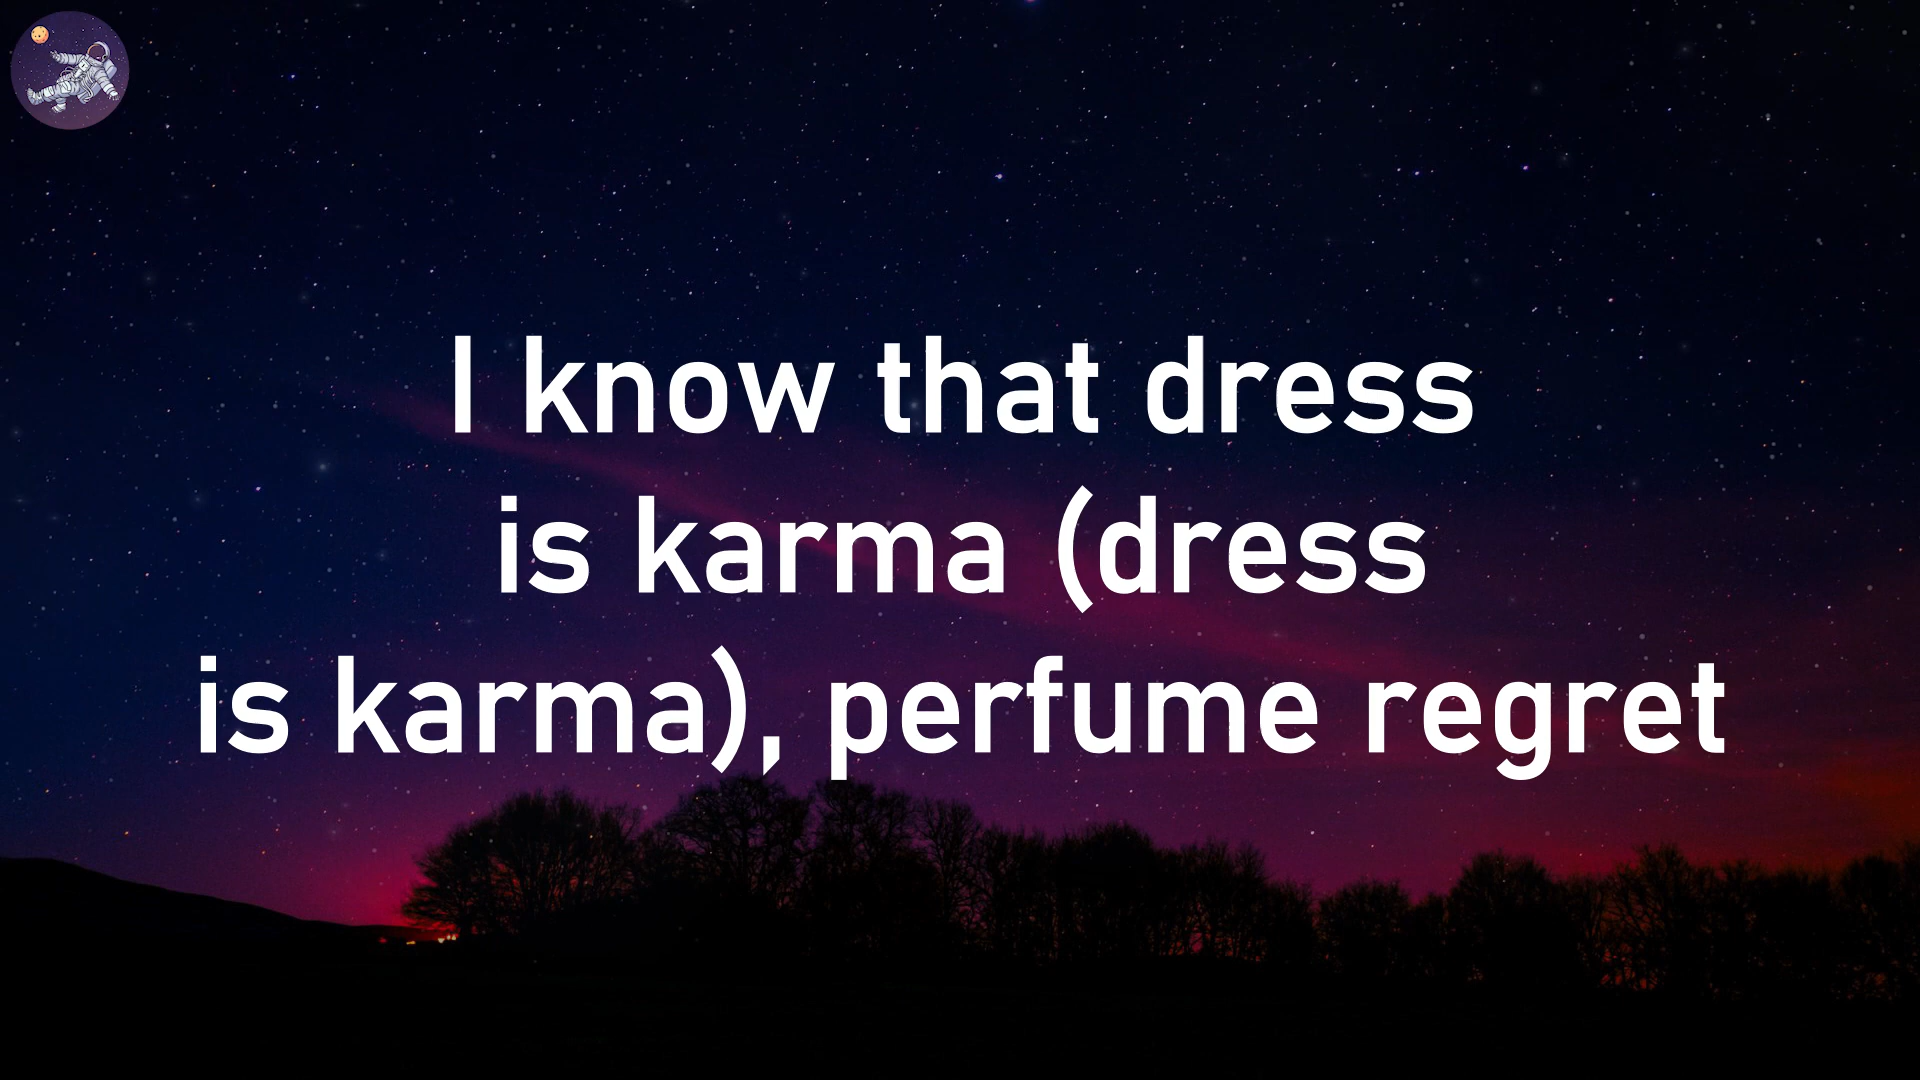 I know that dress
is karma (dress
is karma), perfume regret